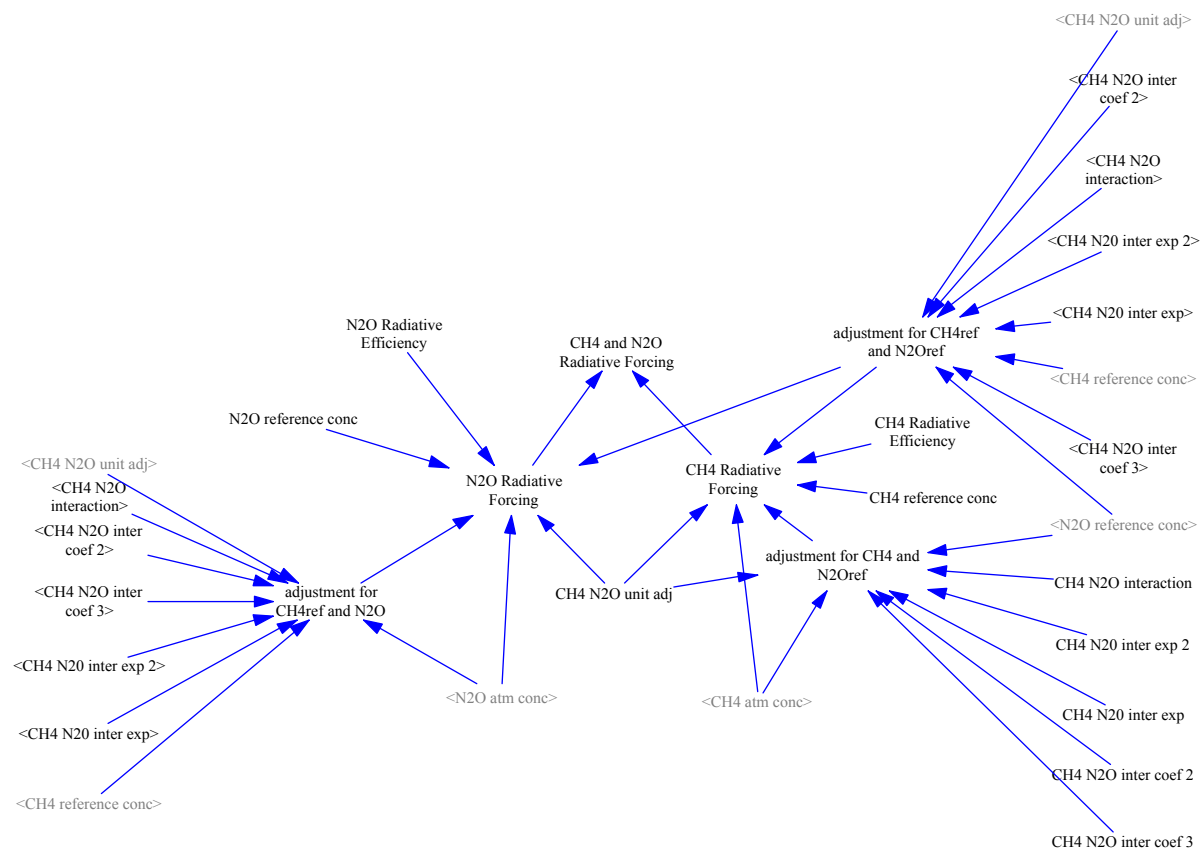 <CH4 N2O unit adj>
<CH4 N2O inter
coef 2>
<CH4 N2O
interaction>
<CH4 N20 inter exp 2>
<CH4 N20 inter exp>
adjustment for CH4ref
and N2Oref
<CH4 reference conc>
N2O Radiative
Efficiency
CH4 and N2O
Radiative Forcing
N2O reference conc
CH4 Radiative
Efficiency
<CH4 N2O inter
coef 3>
<CH4 N2O unit adj>
<CH4 N2O
interaction>
N2O Radiative
Forcing
CH4 Radiative
Forcing
CH4 reference conc
<N2O reference conc>
<CH4 N2O inter
coef 2>
adjustment for CH4 and
N2Oref
CH4 N2O interaction
<CH4 N2O inter
coef 3>
adjustment for
CH4ref and N2O
CH4 N2O unit adj
CH4 N20 inter exp 2
<CH4 N20 inter exp 2>
<N2O atm conc>
<CH4 atm conc>
CH4 N20 inter exp
<CH4 N20 inter exp>
CH4 N2O inter coef 2
<CH4 reference conc>
CH4 N2O inter coef 3